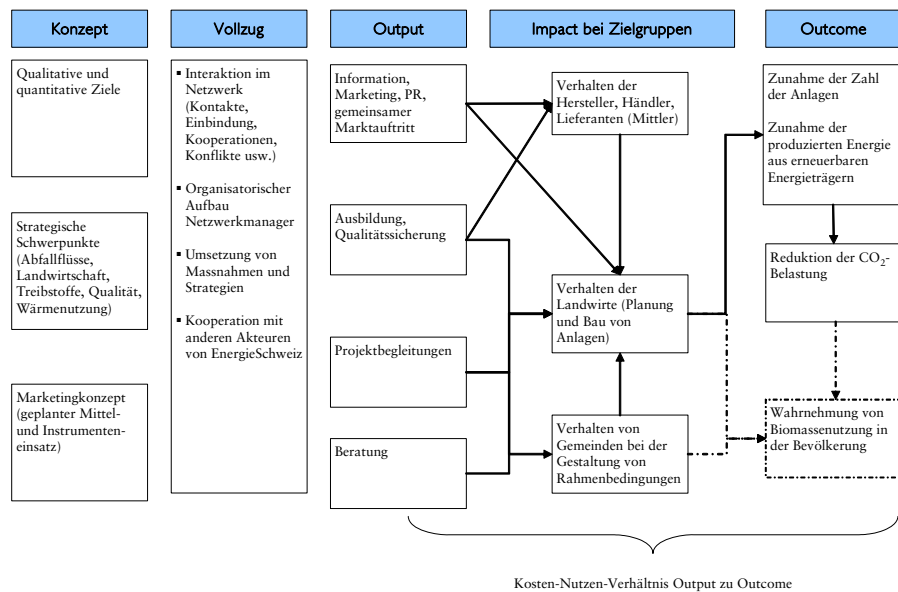 Konzept
Vollzug
Output
Impact bei Zielgruppen
Outcome
Qualitative und
quantitative Ziele
Strategische
Schwerpunkte
(Abfallflüsse,
Landwirtschaft,
Treibstoffe, Qualität,
Wärmenutzung)
Marketingkonzept
(geplanter Mittel-
und Instrumenten-
einsatz)
▪ Interaktion im
Netzwerk
(Kontakte,
Einbindung,
Kooperationen,
Konflikte usw.)
▪ Organisatorischer
Aufbau
Netzwerkmanager
▪ Umsetzung von
Massnahmen und
Strategien
▪ Kooperation mit
anderen Akteuren
von EnergieSchweiz
Information,
Marketing, PR,
gemeinsamer
Marktauftritt
Ausbildung,
Qualitätssicherung
Projektbegleitungen
Beratung
Verhalten der
Hersteller, Händler,
Lieferanten (Mittler)
Verhalten der
Landwirte (Planung
und Bau von
Anlagen)
Verhalten von
Gemeinden bei der
Gestaltung von
Rahmenbedingungen
Zunahme der Zahl
der Anlagen
Zunahme der
produzierten Energie
aus erneuerbaren
Energieträgern
Reduktion der CO₂-
Belastung
Wahrnehmung von
Biomassenutzung in
der Bevölkerung
Kosten-Nutzen-Verhältnis Output zu Outcome